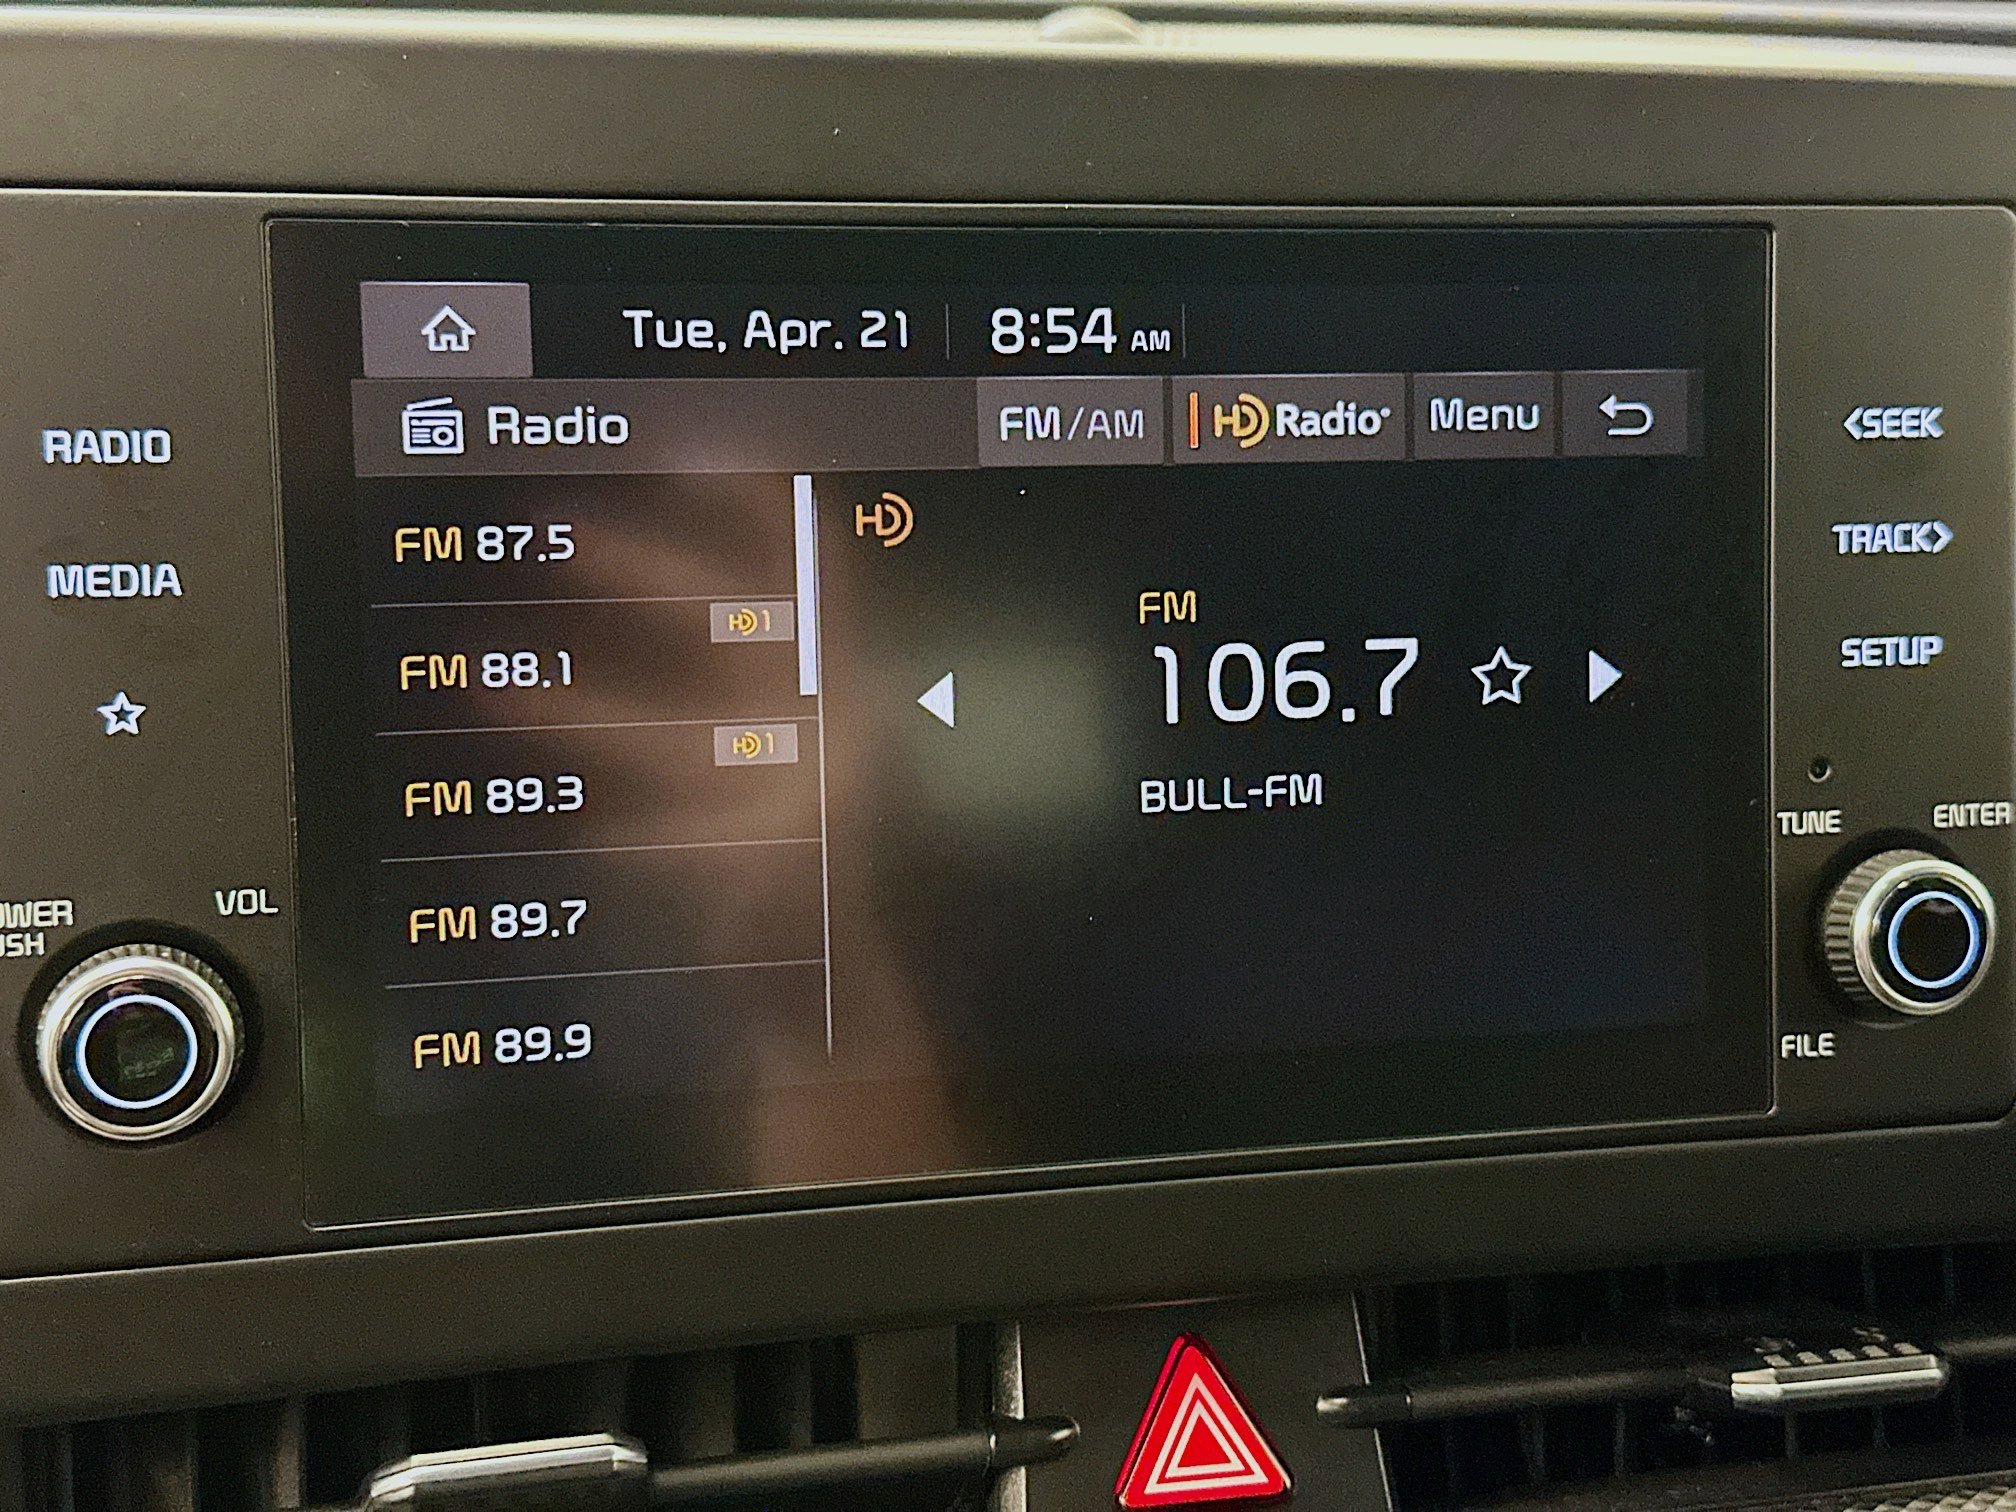 Tue, Apr. 21 8:54 AM
Radio FM/AM HD Radio Menu
RADIO
MEDIA
VOL
FM 87.5
HD 1
FM 88.1
HD 1
FM 89.3
FM 89.7
FM 89.9
HD
FM
106.7
BULL-FM
<SEEK
TRACK>
SETUP
TUNE
ENTER
FILE